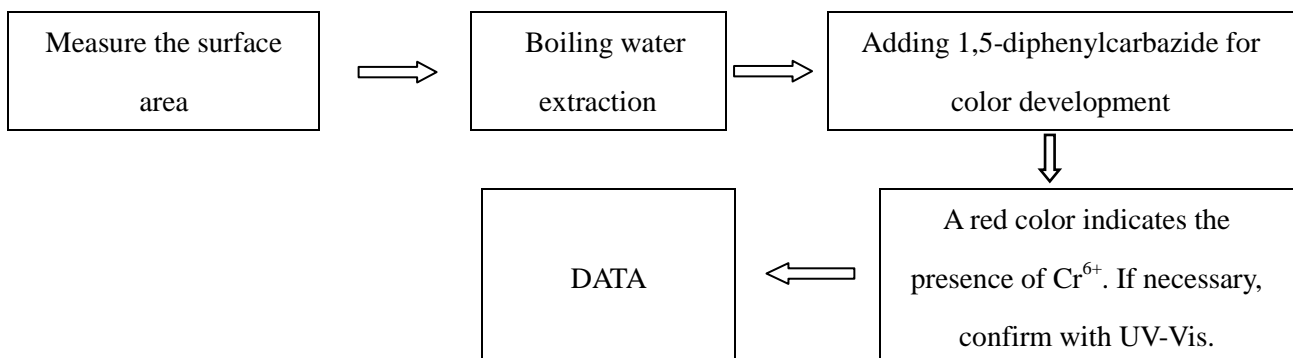 Measure the surface
area
Boiling water
extraction
Adding 1,5-diphenylcarbazide for
color development
A red color indicates the
presence of Cr⁶⁺. If necessary,
confirm with UV-Vis.
DATA